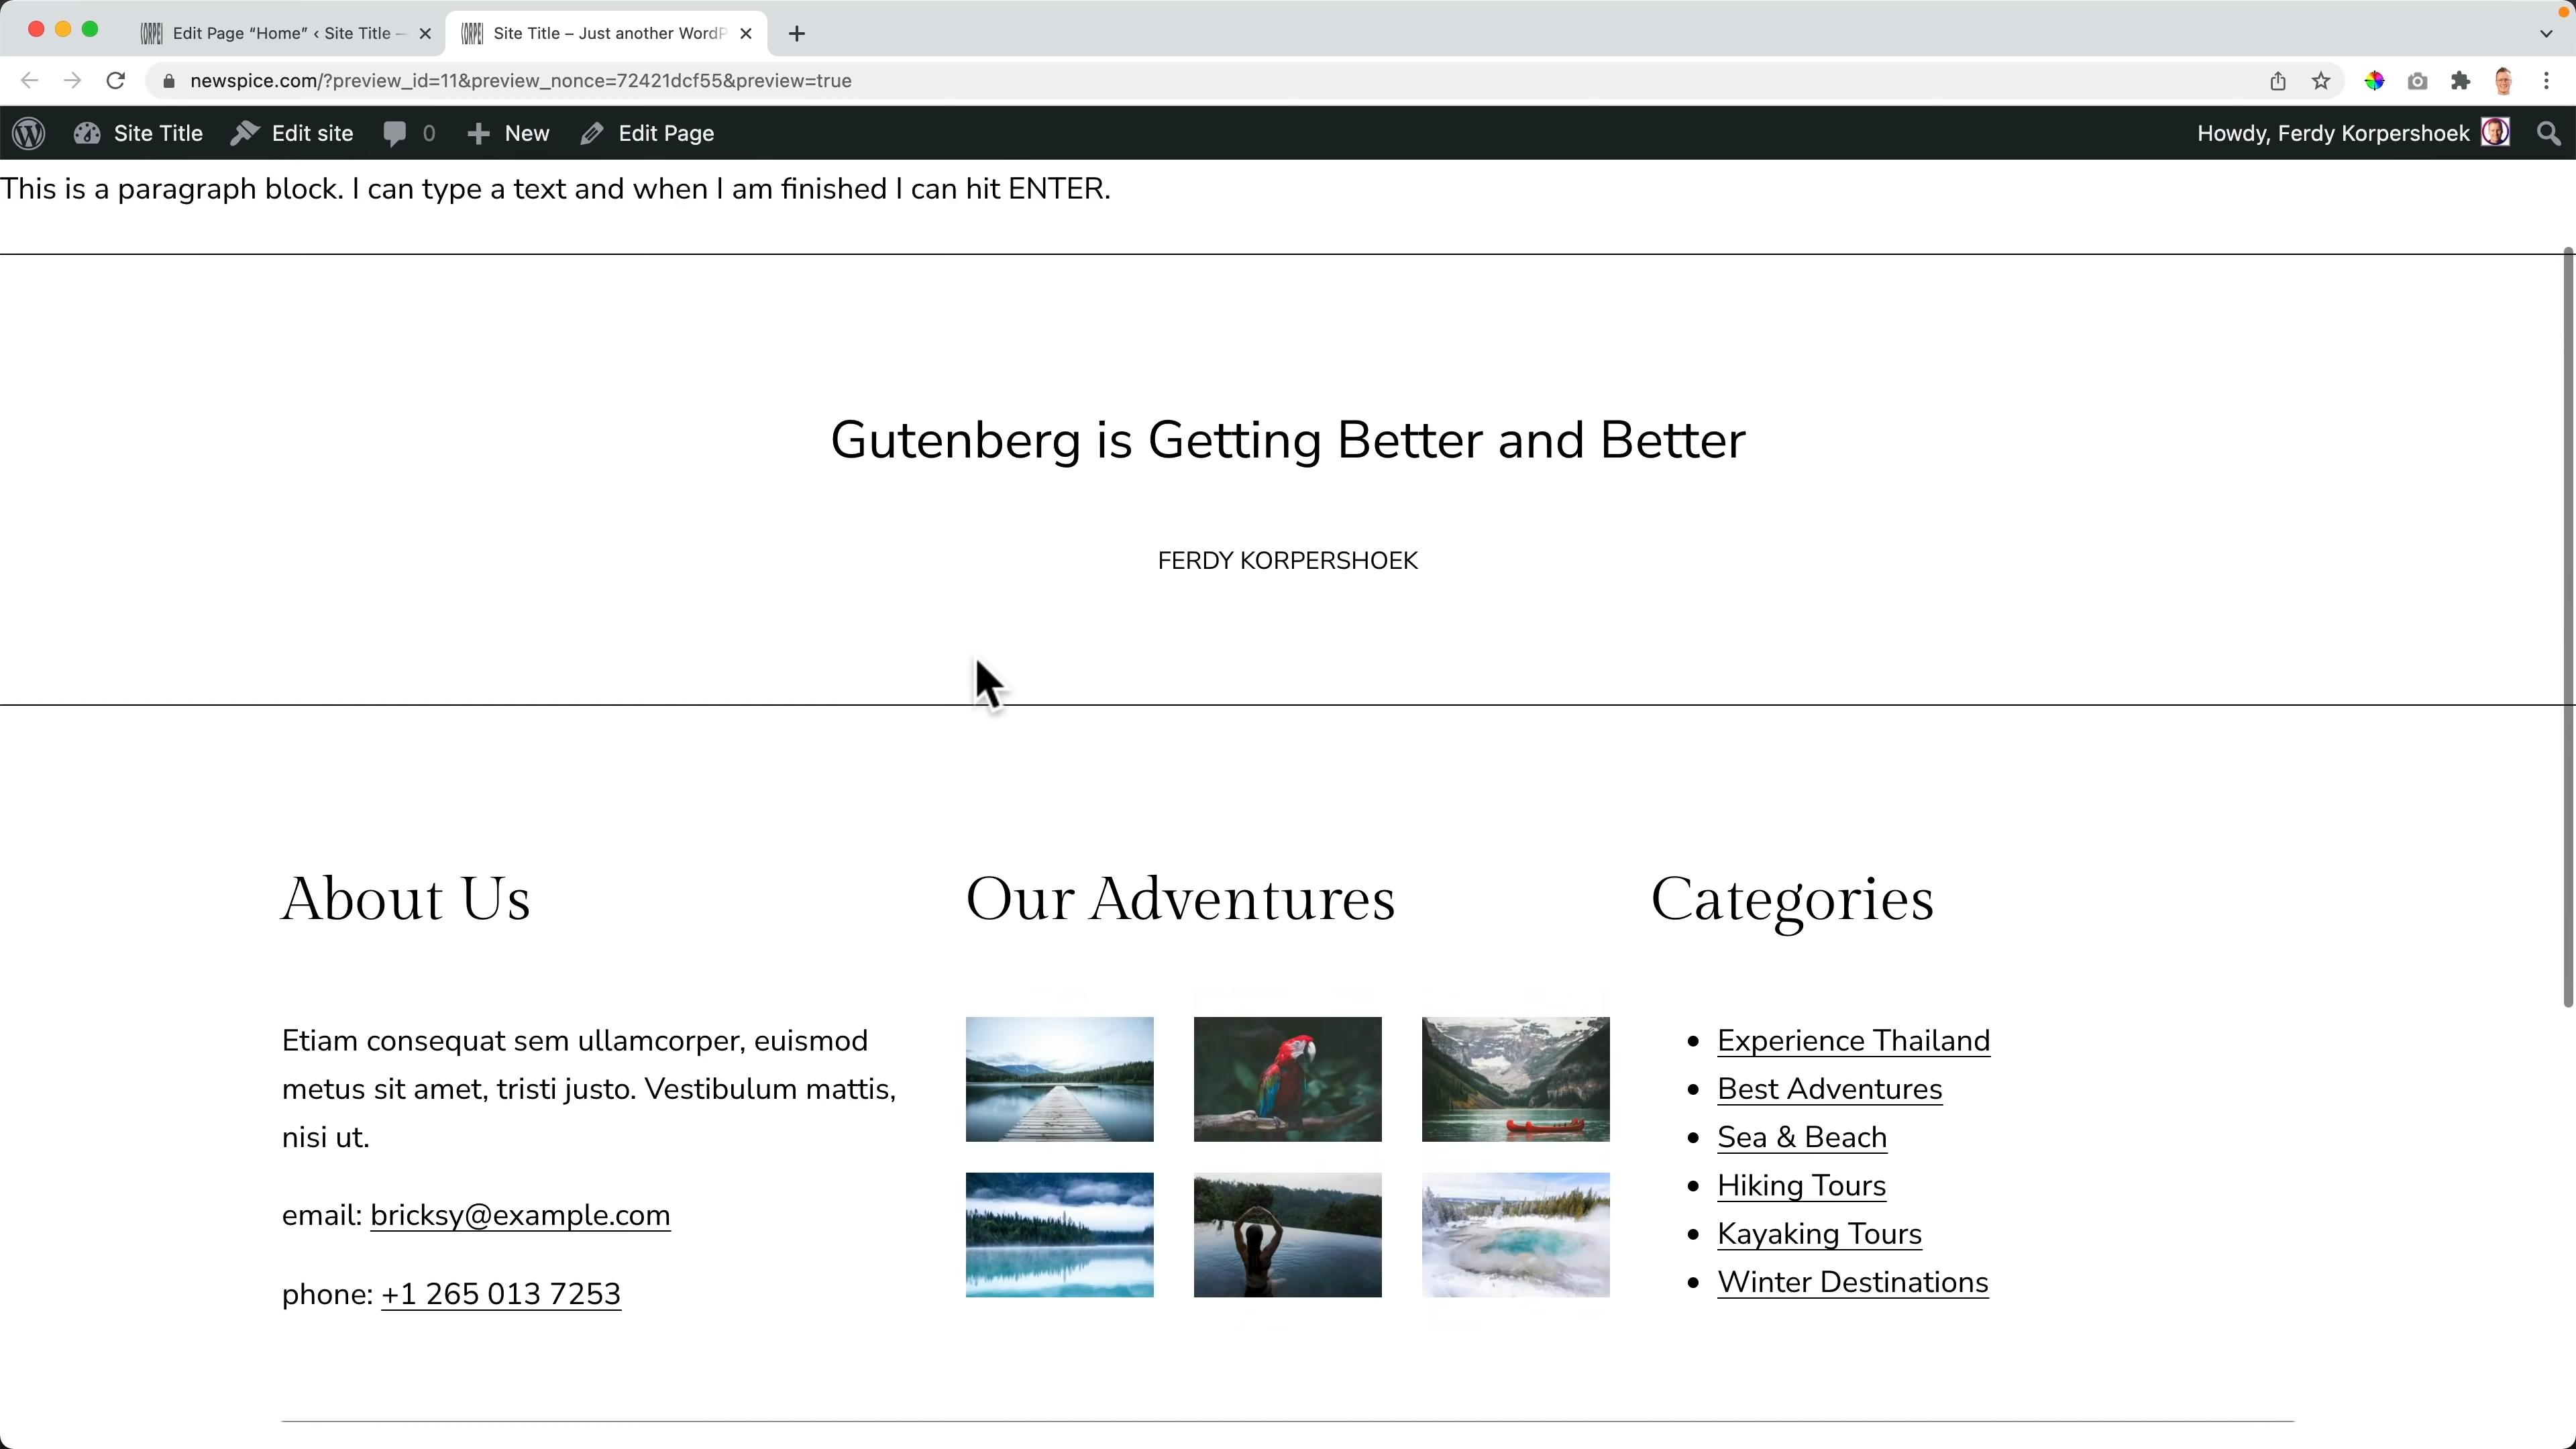 Edit Page “Home” ‹ Site Title —
Site Title – Just another WordP
newspice.com/?preview_id=11&preview_nonce=72421dcf55&preview=true
Site Title
Edit site
0
New
Edit Page
Howdy, Ferdy Korpershoek
This is a paragraph block. I can type a text and when I am finished I can hit ENTER.
Gutenberg is Getting Better and Better
FERDY KORPERSHOEK
About Us
Etiam consequat sem ullamcorper, euismod
metus sit amet, tristi justo. Vestibulum mattis,
nisi ut.
email: bricksy@example.com
phone: +1 265 013 7253
Our Adventures
Categories
Experience Thailand
Best Adventures
Sea & Beach
Hiking Tours
Kayaking Tours
Winter Destinations